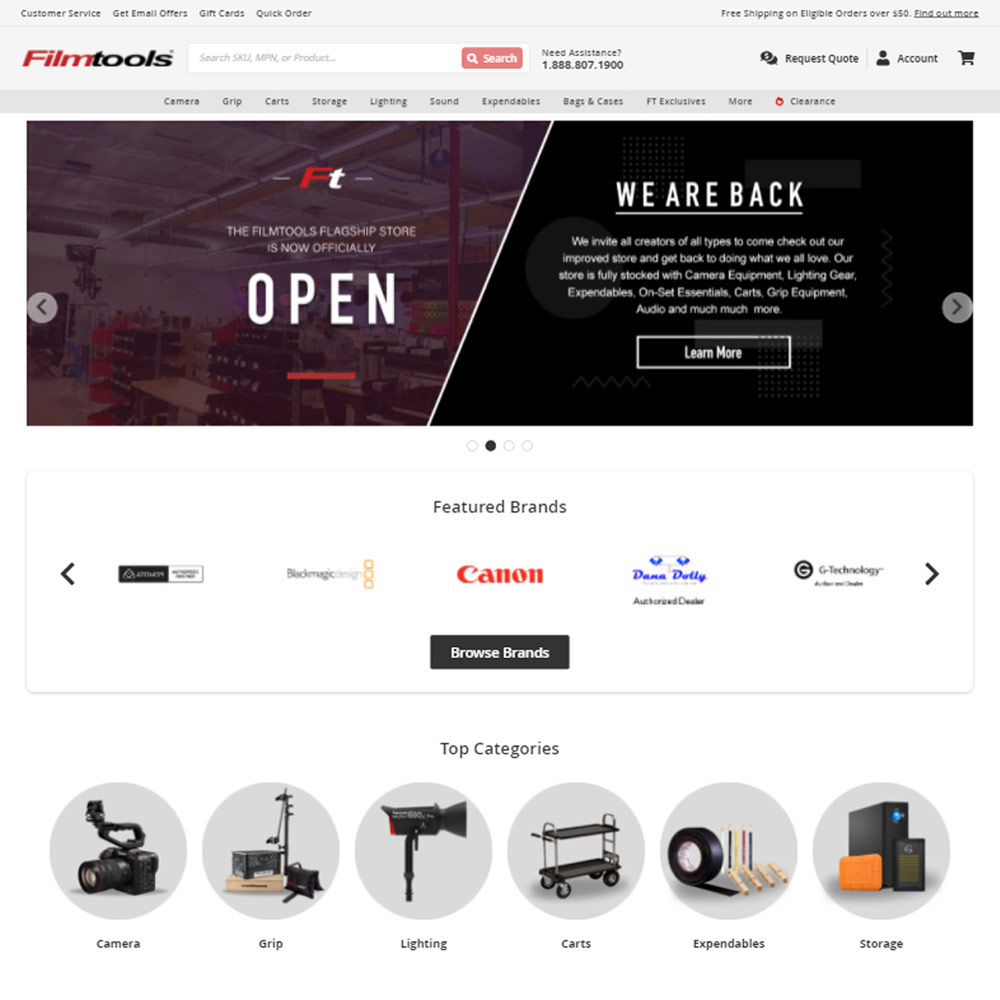 Customer Service Get Email Offers Gift Cards Quick Order
Free Shipping on Eligible Orders over $50. Find out more
Filmtools
Search SKU, MPN, or Product...
Search
Need Assistance?
1.888.807.1900
Request Quote
Account
Camera Grip Carts Storage Lighting Sound Expendables Bags & Cases FT Exclusives More Clearance
Ft
THE FILMTOOLS FLAGSHIP STORE
IS NOW OFFICIALLY
OPEN
WE ARE BACK
We invite all creators of all types to come check out our
improved store and get back to doing what we all love. Our
store is fully stocked with Camera Equipment, Lighting Gear,
Expendables, On-Set Essentials, Carts, Grip Equipment,
Audio and much much more.
Learn More
Featured Brands
ATOMOS
Blackmagicdesign
Canon
Dana Dolly
Authorized Dealer
G-Technology
Authorized Dealer
Browse Brands
Top Categories
Camera Grip Lighting Carts Expendables Storage